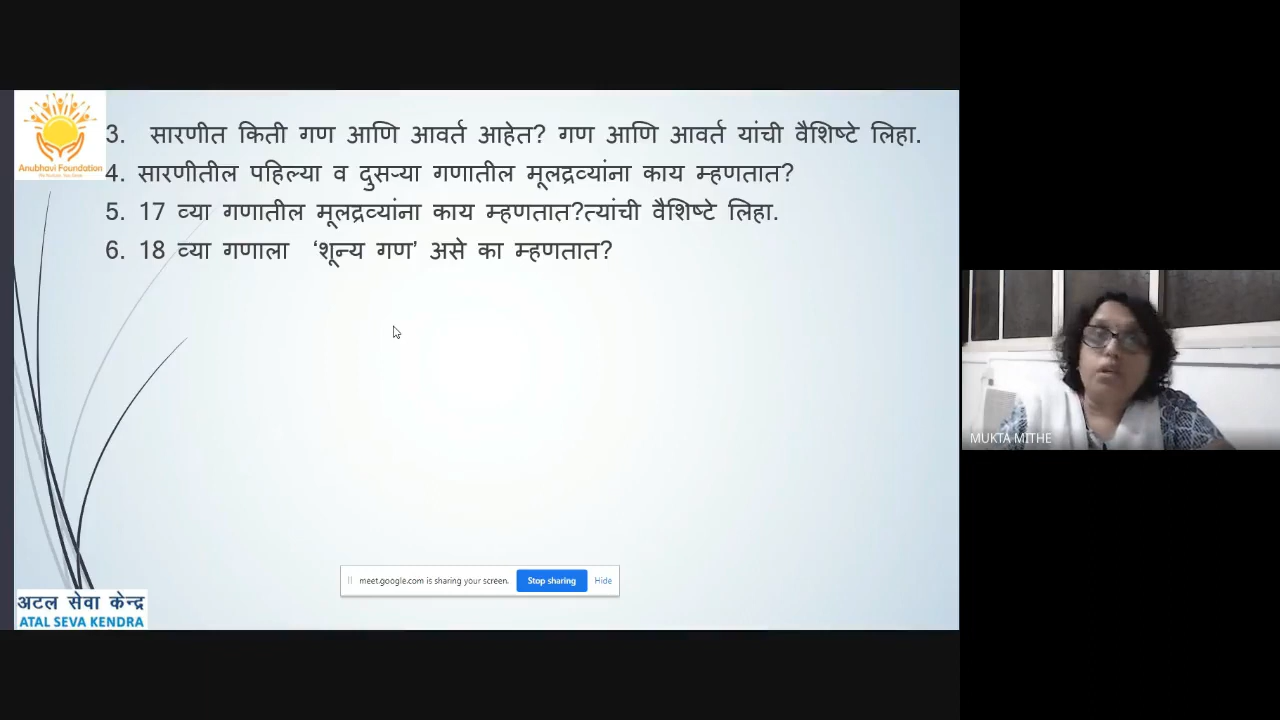 3. सारणीत किती गण आणि आवर्त आहेत? गण आणि आवर्त यांची वैशिष्टे लिहा.
4. सारणीतील पहिल्या व दुसऱ्या गणातील मूलद्रव्यांना काय म्हणतात?
5. 17 व्या गणातील मूलद्रव्यांना काय म्हणतात?त्यांची वैशिष्टे लिहा.
6. 18 व्या गणाला ‘शून्य गण’ असे का म्हणतात?
Anubhavi Foundation
MUKTA MITHE
meet.google.com is sharing your screen. Stop sharing Hide
अटल सेवा केन्द्र
ATAL SEVA KENDRA